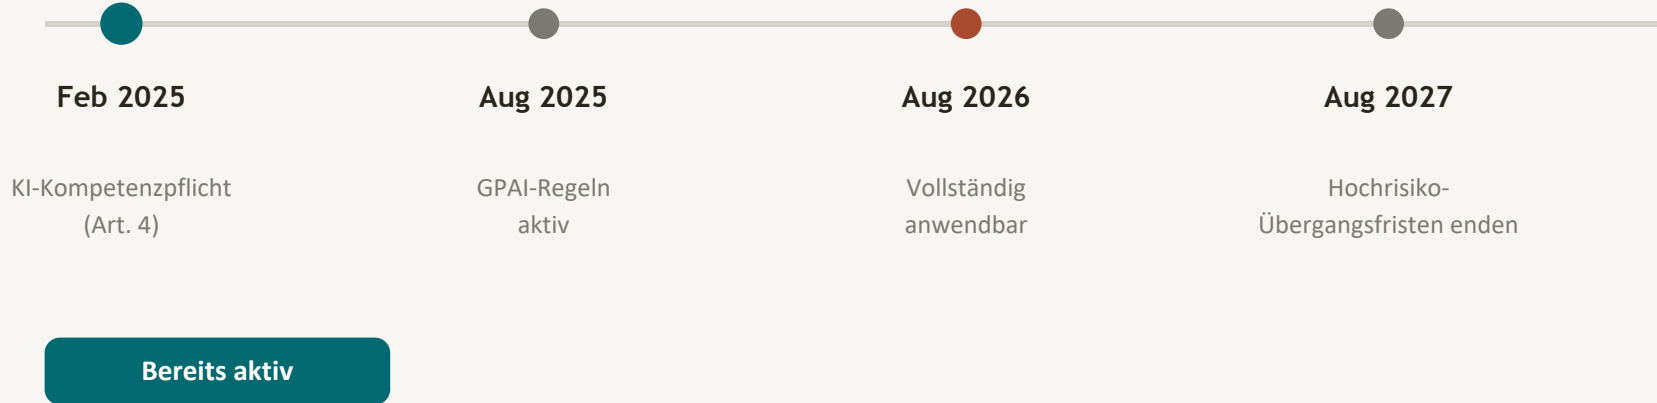 Feb 2025
Aug 2025
Aug 2026
Aug 2027
KI-Kompetenzpflicht
(Art. 4)
GPAI-Regeln
aktiv
Vollständig
anwendbar
Hochrisiko-
Übergangsfristen enden
Bereits aktiv